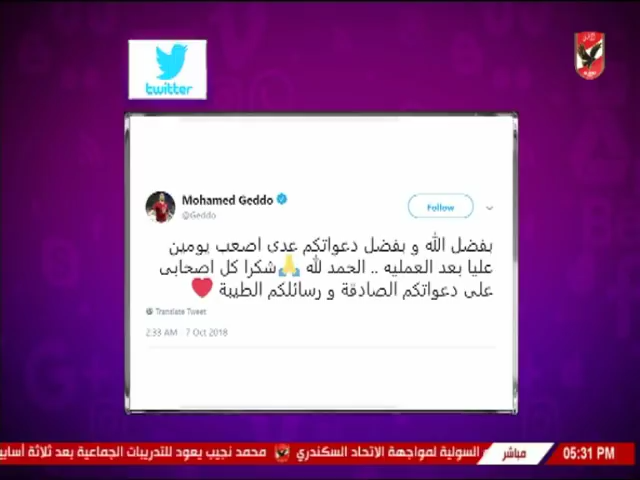 twitter
Mohamed Geddo
@Geddo
Follow
بفضل الله و بفضل دعواتكم عدى اصعب يومين
عليا بعد العمليه .. الحمد لله 🙏 شكرا كل اصحابى
على دعواتكم الصادقة و رسائلكم الطيبة ❤
Translate Tweet
2:33 AM 7 Oct 2018
السولية لمواجهة الاتحاد السكندري محمد نجيب يعود للتدريبات الجماعية بعد ثلاثة
مباشر
05:31 PM